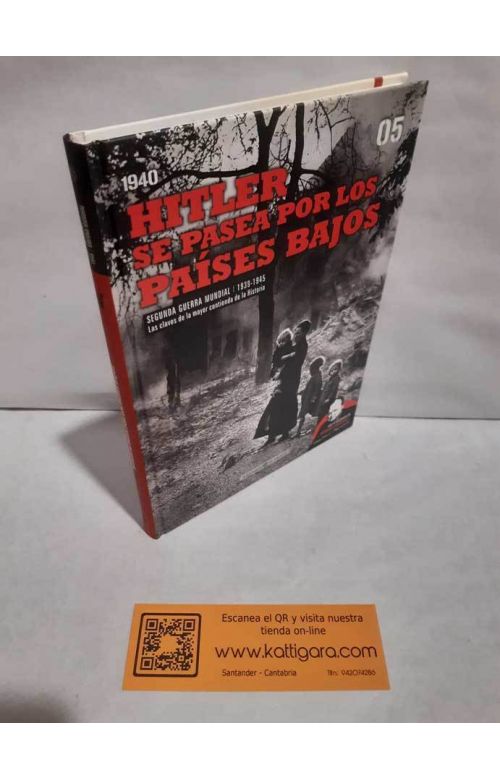 1940
05
HITLER
SE PASEA POR LOS
PAÍSES BAJOS
SEGUNDA GUERRA MUNDIAL | 1939-1945
Las claves de la mayor contienda de la Historia
Escanea el QR y visita nuestra
tienda on-line
www.kattigara.com
Santander - Cantabria